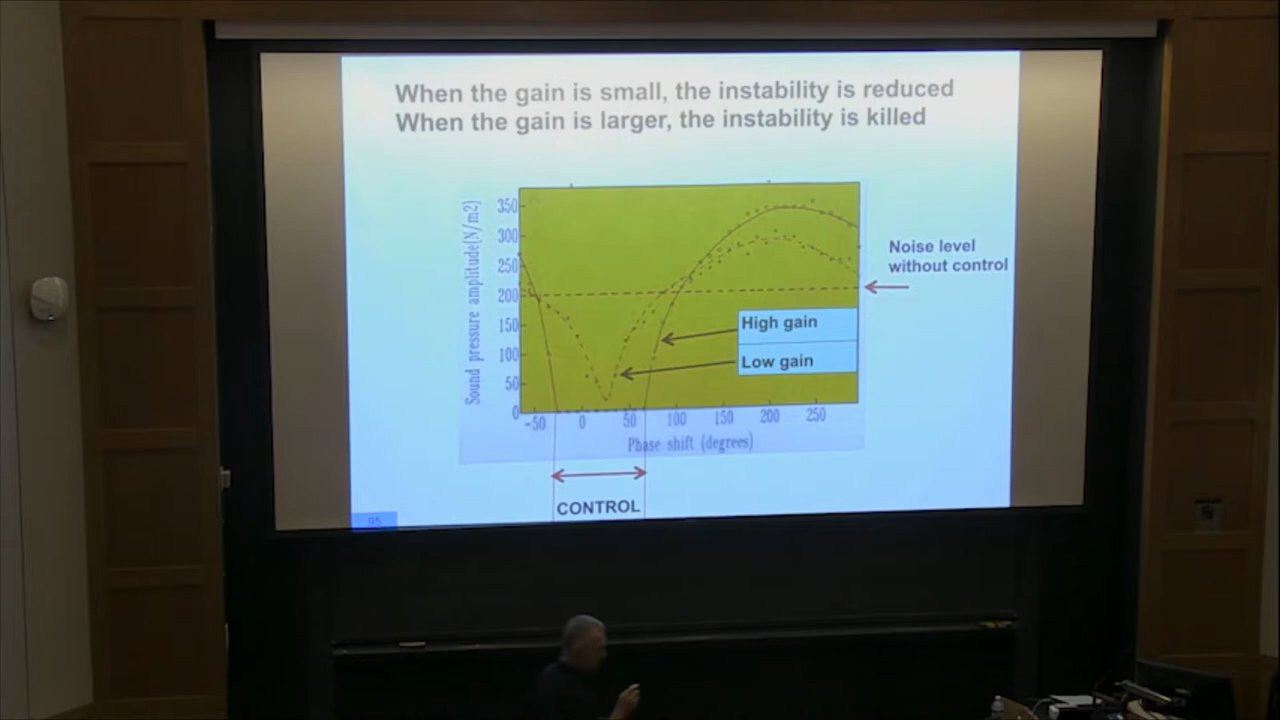 When the gain is small, the instability is reduced
When the gain is larger, the instability is killed
Sound pressure amplitude(N/m2)
350
300
250
200
150
100
50
0
-50 0 50 100 150 200 250
Phase shift (degrees)
Noise level
without control
High gain
Low gain
CONTROL
95